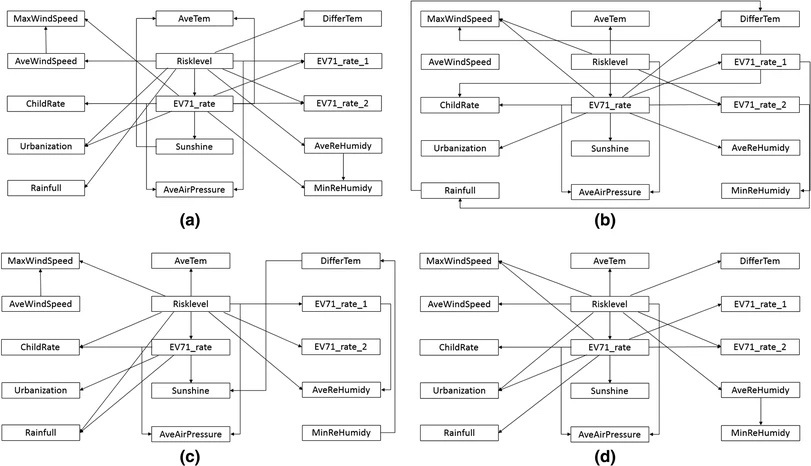 MaxWindSpeed AveTem DifferTem
AveWindSpeed Risklevel EV71_rate_1
ChildRate EV71_rate EV71_rate_2
Urbanization Sunshine AveReHumidy
Rainfull AveAirPressure MinReHumidy
(a)
MaxWindSpeed AveTem DifferTem
AveWindSpeed Risklevel EV71_rate_1
ChildRate EV71_rate EV71_rate_2
Urbanization Sunshine AveReHumidy
Rainfull AveAirPressure MinReHumidy
(b)
MaxWindSpeed AveTem DifferTem
AveWindSpeed Risklevel EV71_rate_1
ChildRate EV71_rate EV71_rate_2
Urbanization Sunshine AveReHumidy
Rainfull AveAirPressure MinReHumidy
(c)
MaxWindSpeed AveTem DifferTem
AveWindSpeed Risklevel EV71_rate_1
ChildRate EV71_rate EV71_rate_2
Urbanization Sunshine AveReHumidy
Rainfull AveAirPressure MinReHumidy
(d)